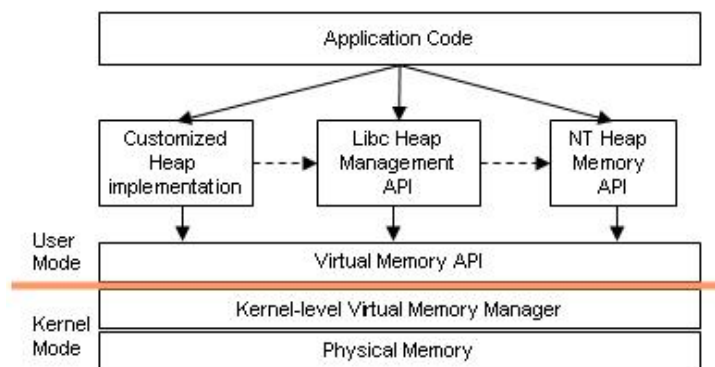 Application Code
Customized
Heap
implementation
Libc Heap
Management
API
NT Heap
Memory
API
User
Mode
Virtual Memory API
Kernel-level Virtual Memory Manager
Kernel
Mode
Physical Memory